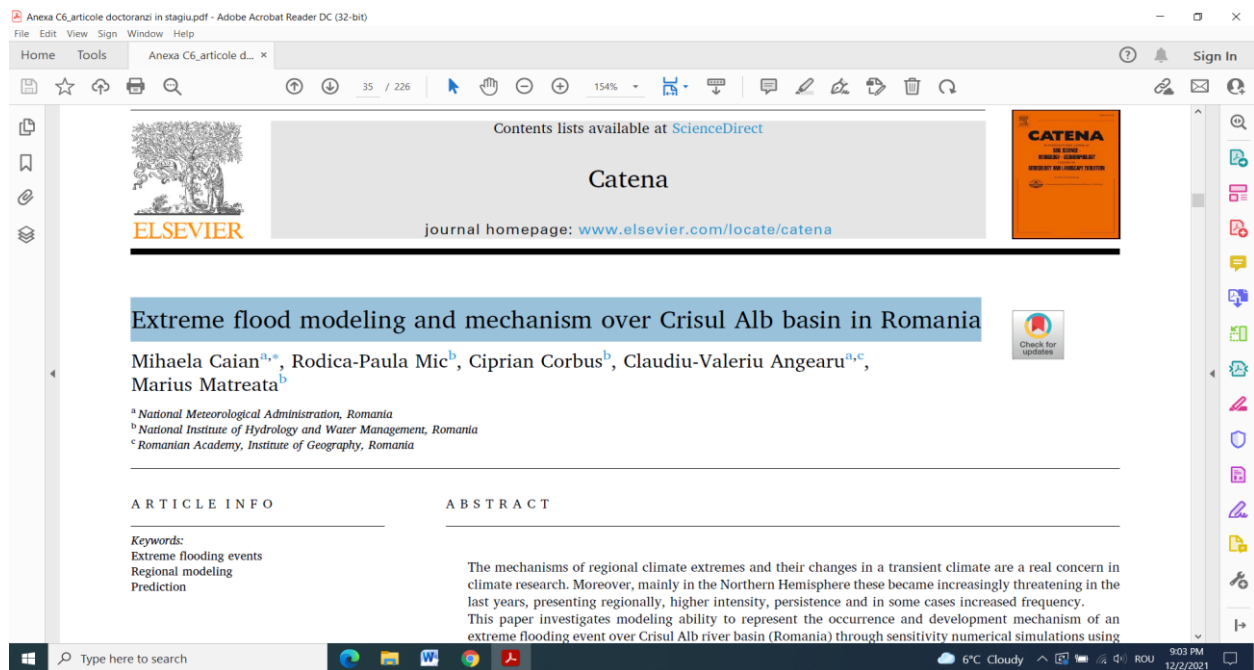 Anexa C6_articole doctoranzi in stagiu.pdf - Adobe Acrobat Reader DC (32-bit)
File Edit View Sign Window Help
Home Tools Anexa C6_articole d... × Sign In
35 / 226 154%
Contents lists available at ScienceDirect
CATENA
Catena
ELSEVIER
journal homepage: www.elsevier.com/locate/catena
Extreme flood modeling and mechanism over Crisul Alb basin in Romania
Check for
updates
Mihaela Caian^a,*, Rodica-Paula Mic^b, Ciprian Corbus^b, Claudiu-Valeriu Angearu^a,c,
Marius Matreata^b
^a National Meteorological Administration, Romania
^b National Institute of Hydrology and Water Management, Romania
^c Romanian Academy, Institute of Geography, Romania
ARTICLE INFO
ABSTRACT
Keywords:
Extreme flooding events
Regional modeling
Prediction
The mechanisms of regional climate extremes and their changes in a transient climate are a real concern in
climate research. Moreover, mainly in the Northern Hemisphere these became increasingly threatening in the
last years, presenting regionally, higher intensity, persistence and in some cases increased frequency.
This paper investigates modeling ability to represent the occurrence and development mechanism of an
extreme flooding event over Crisul Alb river basin (Romania) through sensitivity numerical simulations using
Type here to search
6°C Cloudy
ROU
9:03 PM
12/2/2021